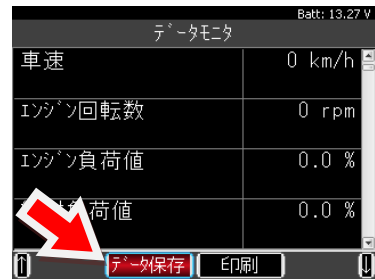 Batt: 13.27 V
データモニタ
車速 0 km/h
エンジン回転数 0 rpm
エンジン負荷値 0.0 %
荷値 0.0 %
データ保存 印刷